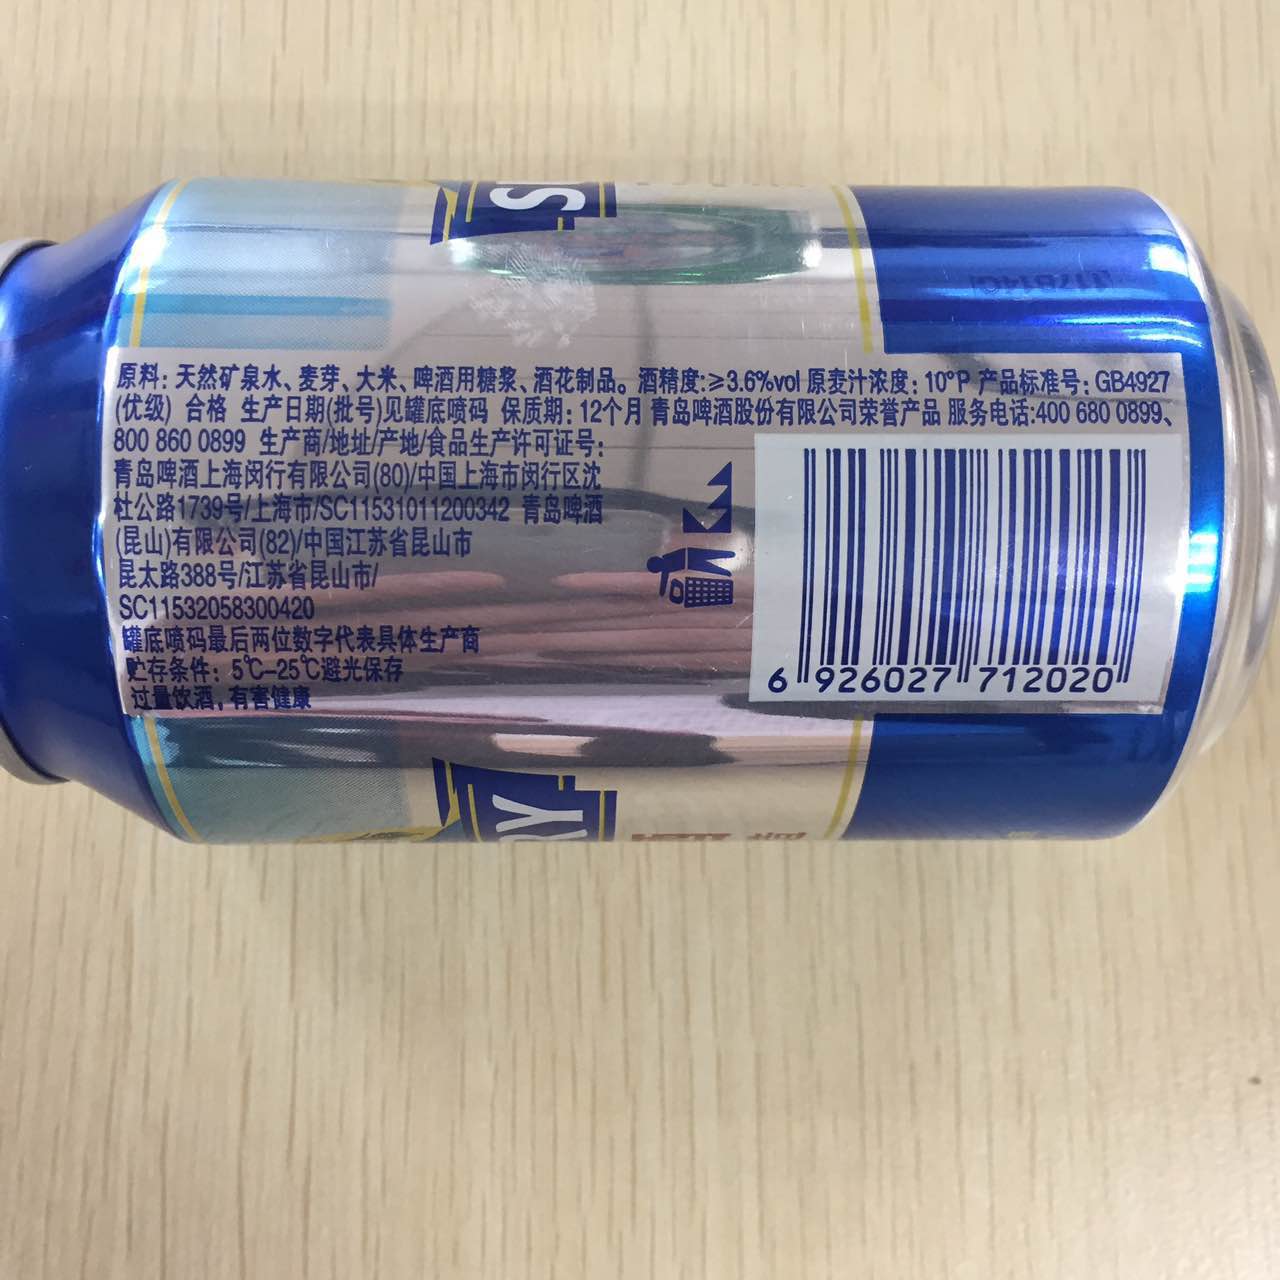 S
原料: 天然矿泉水、麦芽、大米、啤酒用糖浆、酒花制品。酒精度:≥3.6%vol 原麦汁浓度: 10°P 产品标准号: GB4927
(优级) 合格 生产日期(批号)见罐底喷码 保质期: 12个月 青岛啤酒股份有限公司荣誉产品 服务电话:400 680 0899、
800 860 0899 生产商/地址/产地/食品生产许可证号:
青岛啤酒上海闵行有限公司(80)/中国上海市闵行区沈
杜公路1739号/上海市/SC11531011200342 青岛啤酒
(昆山)有限公司(82)/中国江苏省昆山市
昆太路388号/江苏省昆山市/
SC11532058300420
罐底喷码最后两位数字代表具体生产商
贮存条件: 5℃-25℃避光保存
过量饮酒, 有害健康
6 926027 712020
RY